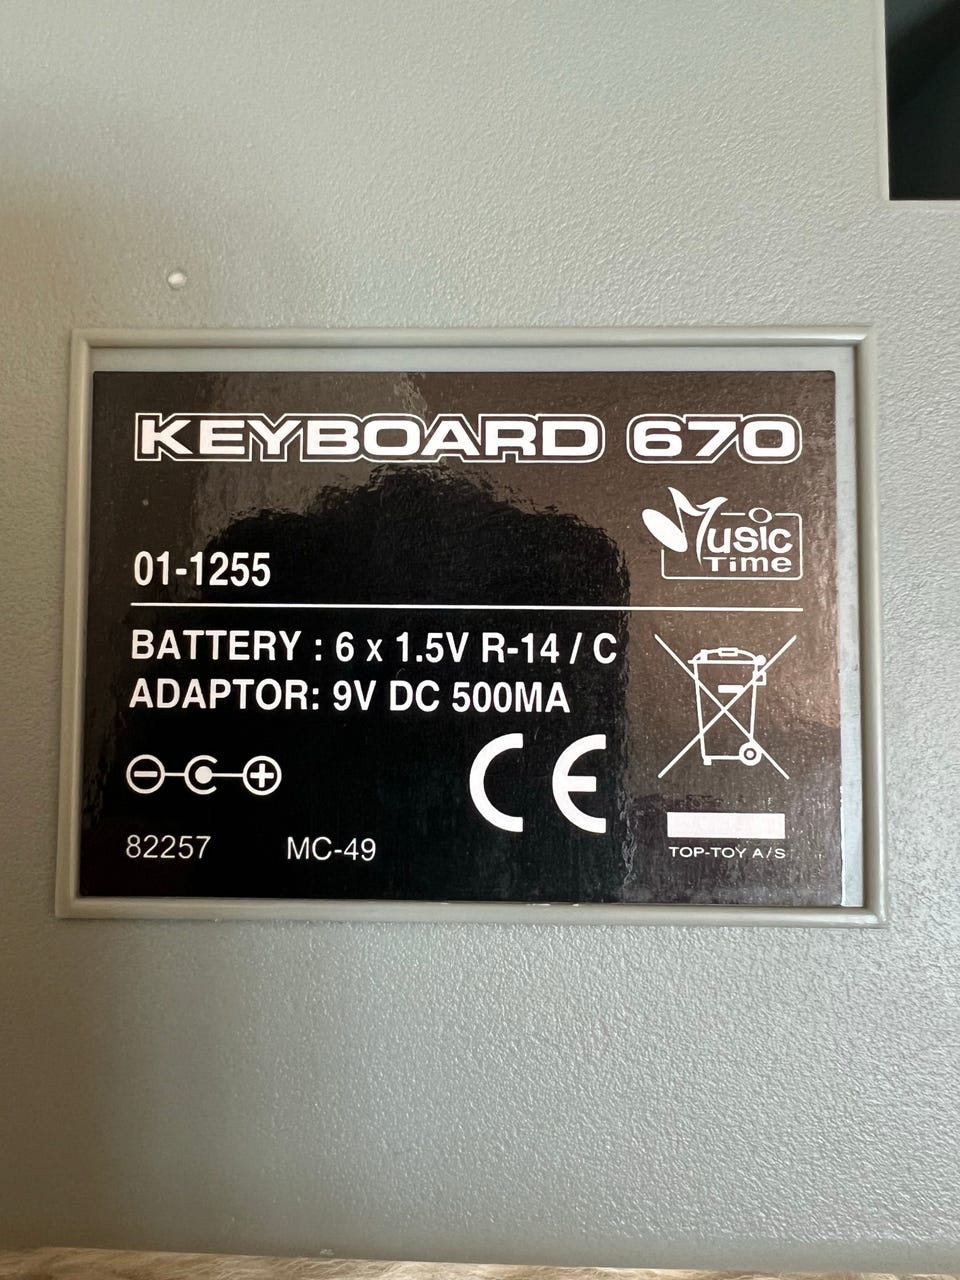 KEYBOARD 670
Music
Time
01-1255
BATTERY : 6 x 1.5V R-14 / C
ADAPTOR: 9V DC 500MA
CE
82257 MC-49
TOP-TOY A/S